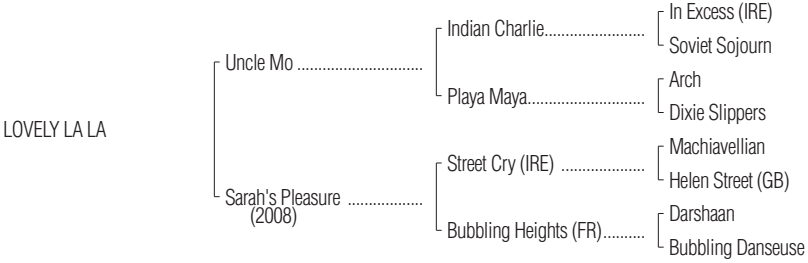 In Excess (IRE)
Indian Charlie.......................
Soviet Sojourn
Uncle Mo ..............................
Arch
Playa Maya............................
Dixie Slippers
LOVELY LA LA
Machiavellian
Street Cry (IRE) ....................
Helen Street (GB)
Sarah's Pleasure ..................
(2008)
Darshaan
Bubbling Heights (FR)..........
Bubbling Danseuse